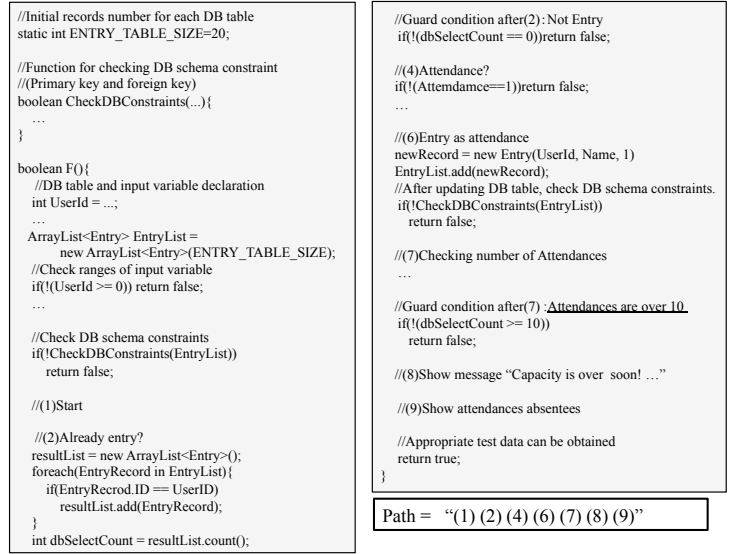 //Initial records number for each DB table
static int ENTRY_TABLE_SIZE=20;
//Function for checking DB schema constraint
//(Primary key and foreign key)
boolean CheckDBConstraints(...){
…
}
boolean F(){
//DB table and input variable declaration
int UserId = ...;
…
ArrayList<Entry> EntryList =
new ArrayList<Entry>(ENTRY_TABLE_SIZE);
//Check ranges of input variable
if(!(UserId >= 0)) return false;
…
//Check DB schema constraints
if(!CheckDBConstraints(EntryList))
return false;
//(1)Start
//(2)Already entry?
resultList = new ArrayList<Entry>();
foreach(EntryRecord in EntryList){
if(EntryRecrod.ID == UserID)
resultList.add(EntryRecord);
}
int dbSelectCount = resultList.count();
//Guard condition after(2):Not Entry
if(!(dbSelectCount == 0))return false;
//(4)Attendance?
if(!(Attemdamce==1))return false;
…
//(6)Entry as attendance
newRecord = new Entry(UserId, Name, 1)
EntryList.add(newRecord);
//After updating DB table, check DB schema constraints.
if(!CheckDBConstraints(EntryList))
return false;
//(7)Checking number of Attendances
…
//Guard condition after(7) :Attendances are over 10
if(!(dbSelectCount >= 10))
return false;
//(8)Show message “Capacity is over  soon! …”
//(9)Show attendances absentees
//Appropriate test data can be obtained
return true;
}
Path =  “(1) (2) (4) (6) (7) (8) (9)”